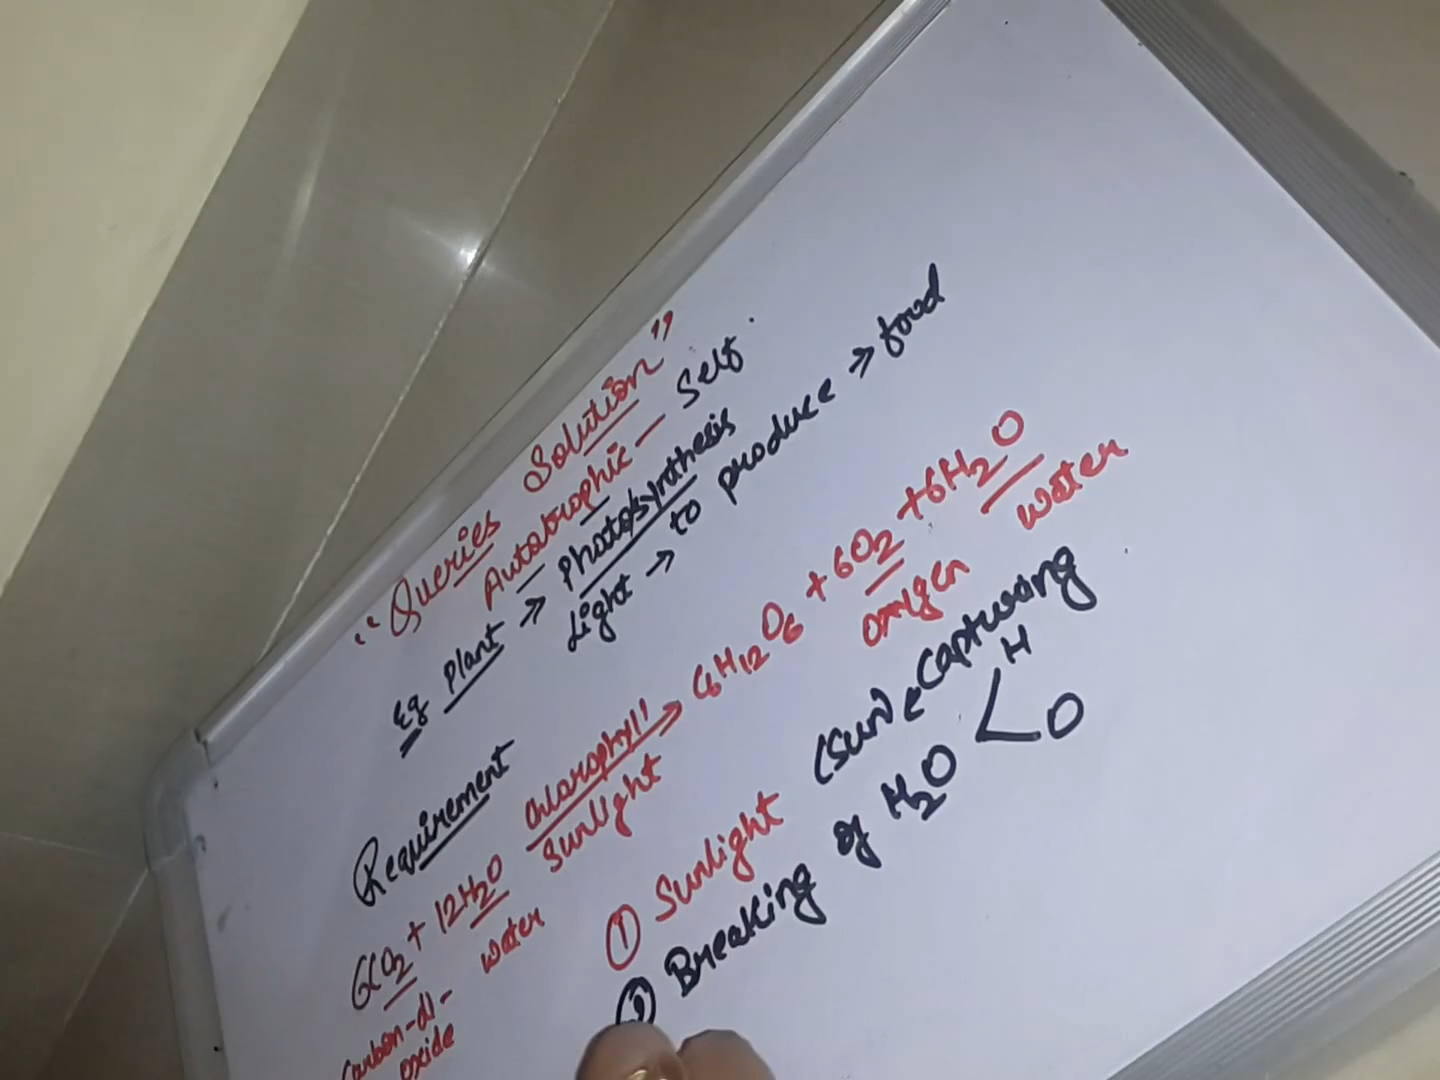 "Queries Solution"
Autotrophic - Self.
Eg Plant → Photosynthesis
Light → to produce → food
Requirement
6CO2 + 12H2O Chlorophyll Sunlight → C6H12O6 + 6O2 + 6H2O
Carbon-di-oxide water oxygen water
① Sunlight (Sun) Capturing
② Breaking of H2O < H O